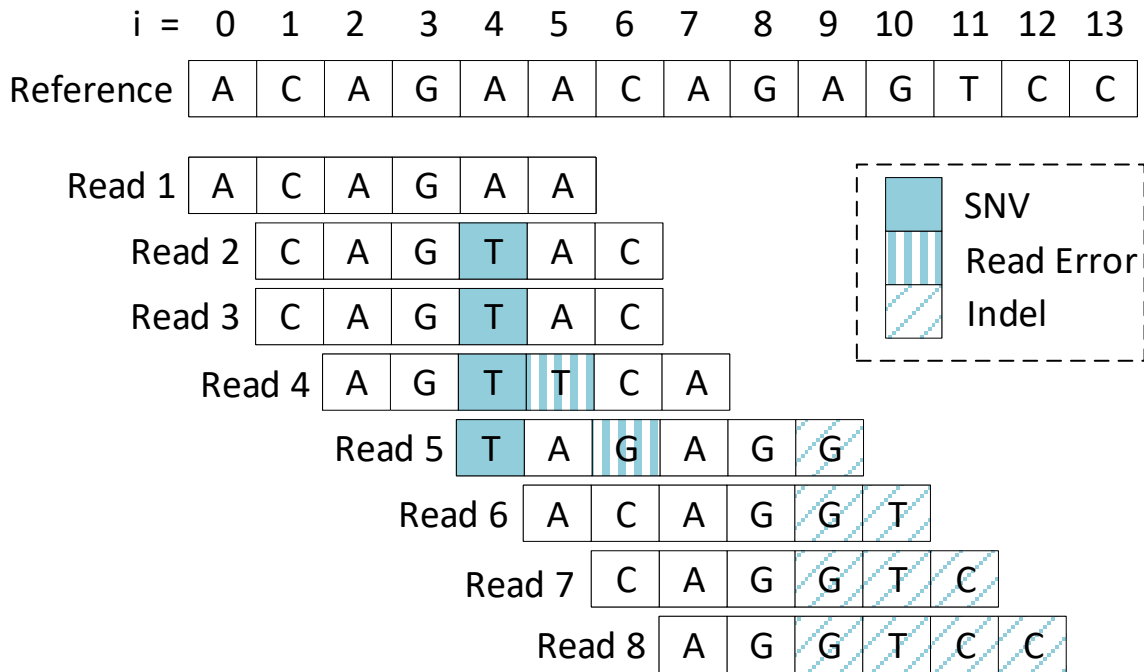 i = 0 1 2 3 4 5 6 7 8 9 10 11 12 13
Reference A C A G A A C A G A G T C C
Read 1 A C A G A A
SNV
Read 2 C A G T A C
Read Error
Read 3 C A G T A C
Indel
Read 4 A G T T C A
Read 5 T A G A G G
Read 6 A C A G G T
Read 7 C A G G T C
Read 8 A G G T C C